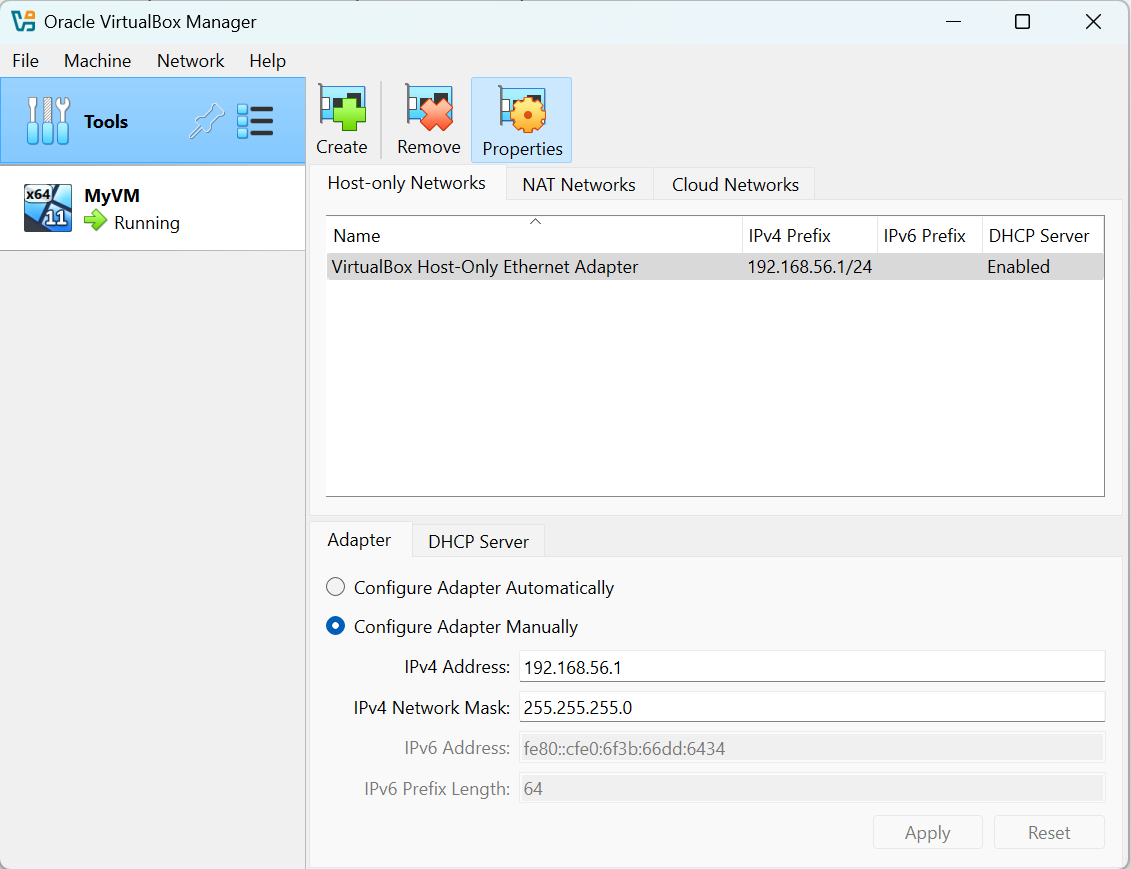 Oracle VirtualBox Manager
File Machine Network Help
Tools
x64
11
MyVM
Running
Create Remove Properties
Host-only Networks NAT Networks Cloud Networks
Name IPv4 Prefix IPv6 Prefix DHCP Server
VirtualBox Host-Only Ethernet Adapter 192.168.56.1/24 Enabled
Adapter DHCP Server
Configure Adapter Automatically
Configure Adapter Manually
IPv4 Address: 192.168.56.1
IPv4 Network Mask: 255.255.255.0
IPv6 Address: fe80::cfe0:6f3b:66dd:6434
IPv6 Prefix Length: 64
Apply Reset